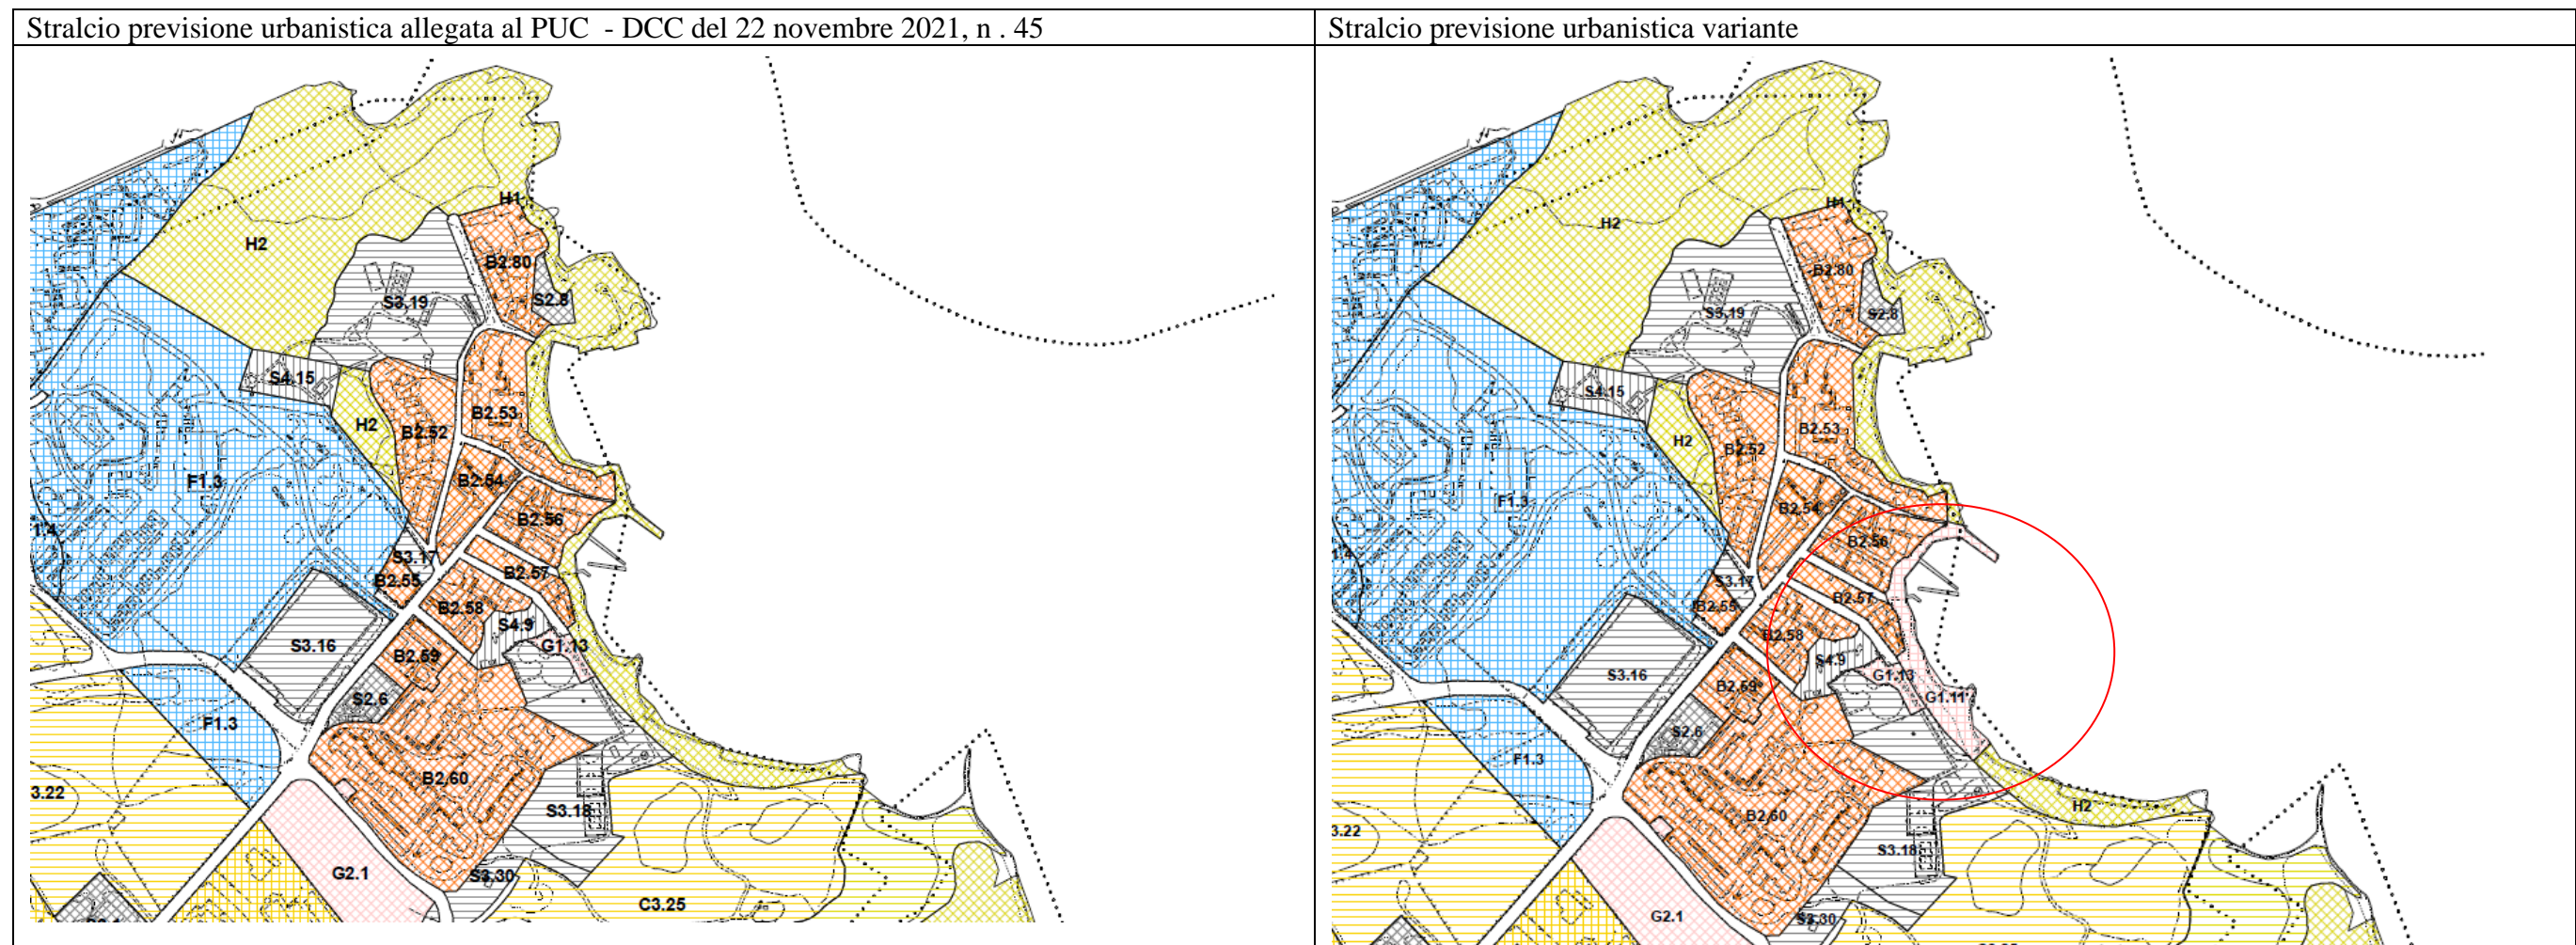 Stralcio previsione urbanistica allegata al PUC - DCC del 22 novembre 2021, n . 45
H1
H2
B2.80
S2.8
S3.19
S4.15
B2.53
H2
B2.52
B2.54
F1.3
B2.56
1.4
S3.17
B2.57
B2.55
B2.58
S4.9
S3.16
G1.13
B2.59
S2.6
F1.3
B2.60
3.22
S3.18
G2.1
S3.30
C3.25
Stralcio previsione urbanistica variante
H1
H2
B2.80
S2.8
S3.19
S4.15
B2.53
H2
B2.52
F1.3
B2.54
B2.56
1.4
S3.17
B2.57
B2.55
B2.58
S4.9
S3.16
G1.13
B2.59
G1.11
S2.6
F1.3
H2
B2.60
3.22
S3.18
G2.1
S3.30